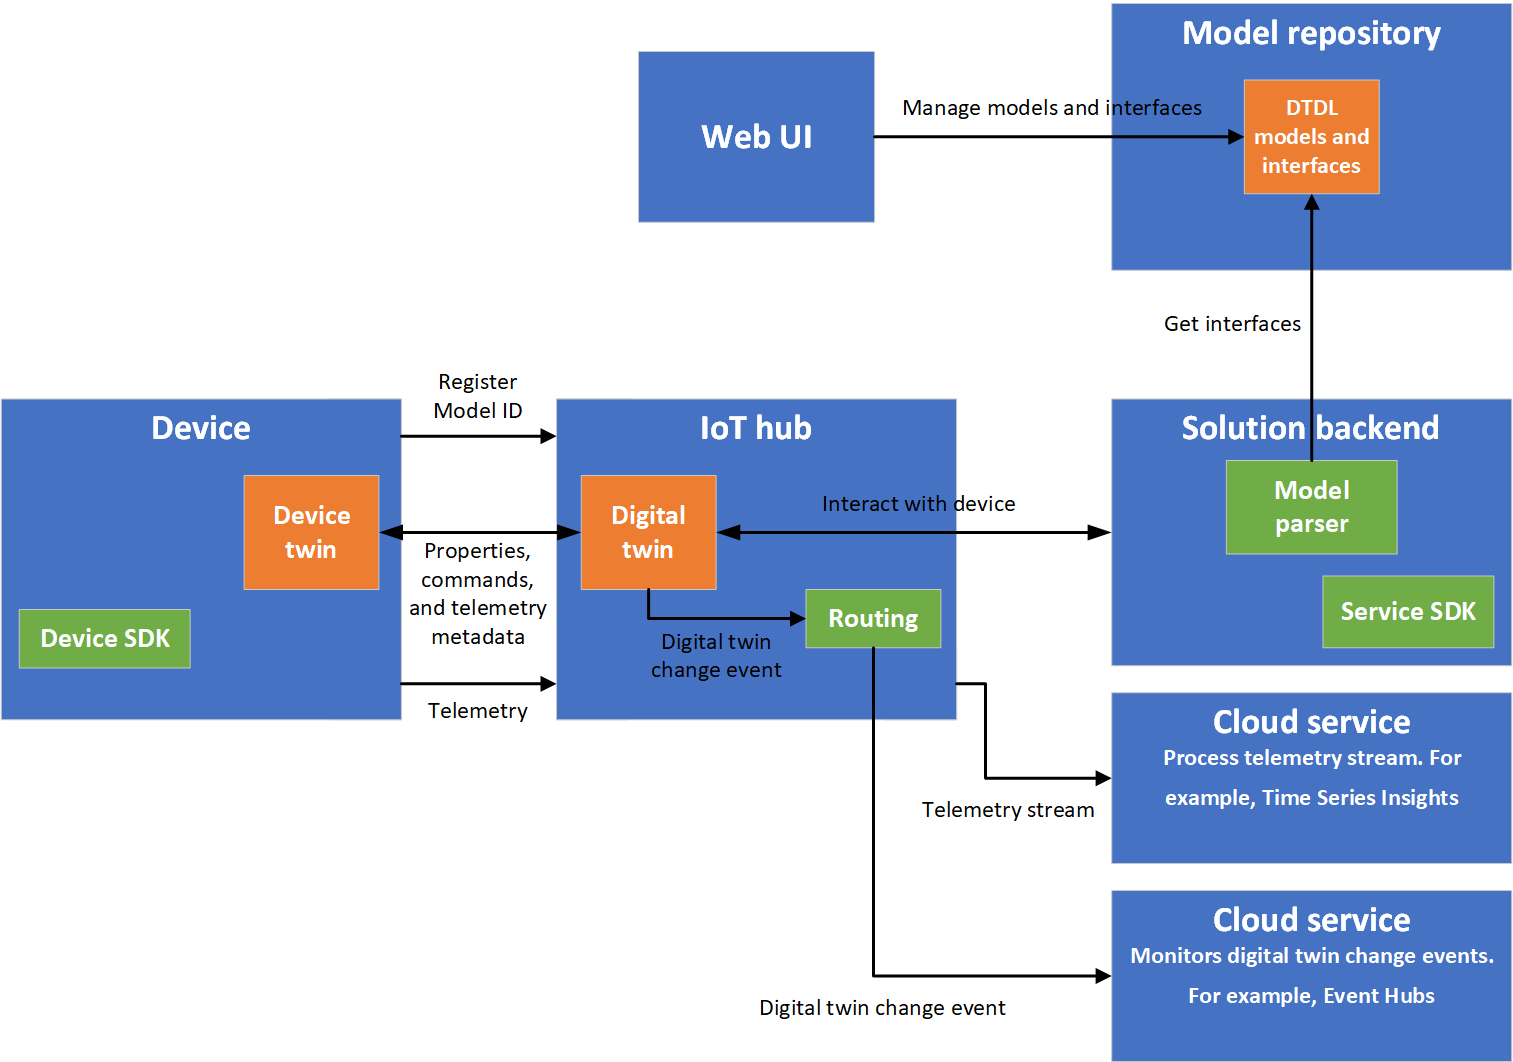 Model repository
DTDL
models and
interfaces
Web UI
Manage models and interfaces
Get interfaces
Register
Model ID
Device
Device
twin
Device SDK
Properties,
commands,
and telemetry
metadata
Telemetry
IoT hub
Digital
twin
Interact with device
Routing
Digital twin
change event
Solution backend
Model
parser
Service SDK
Telemetry stream
Cloud service
Process telemetry stream. For
example, Time Series Insights
Digital twin change event
Cloud service
Monitors digital twin change events.
For example, Event Hubs